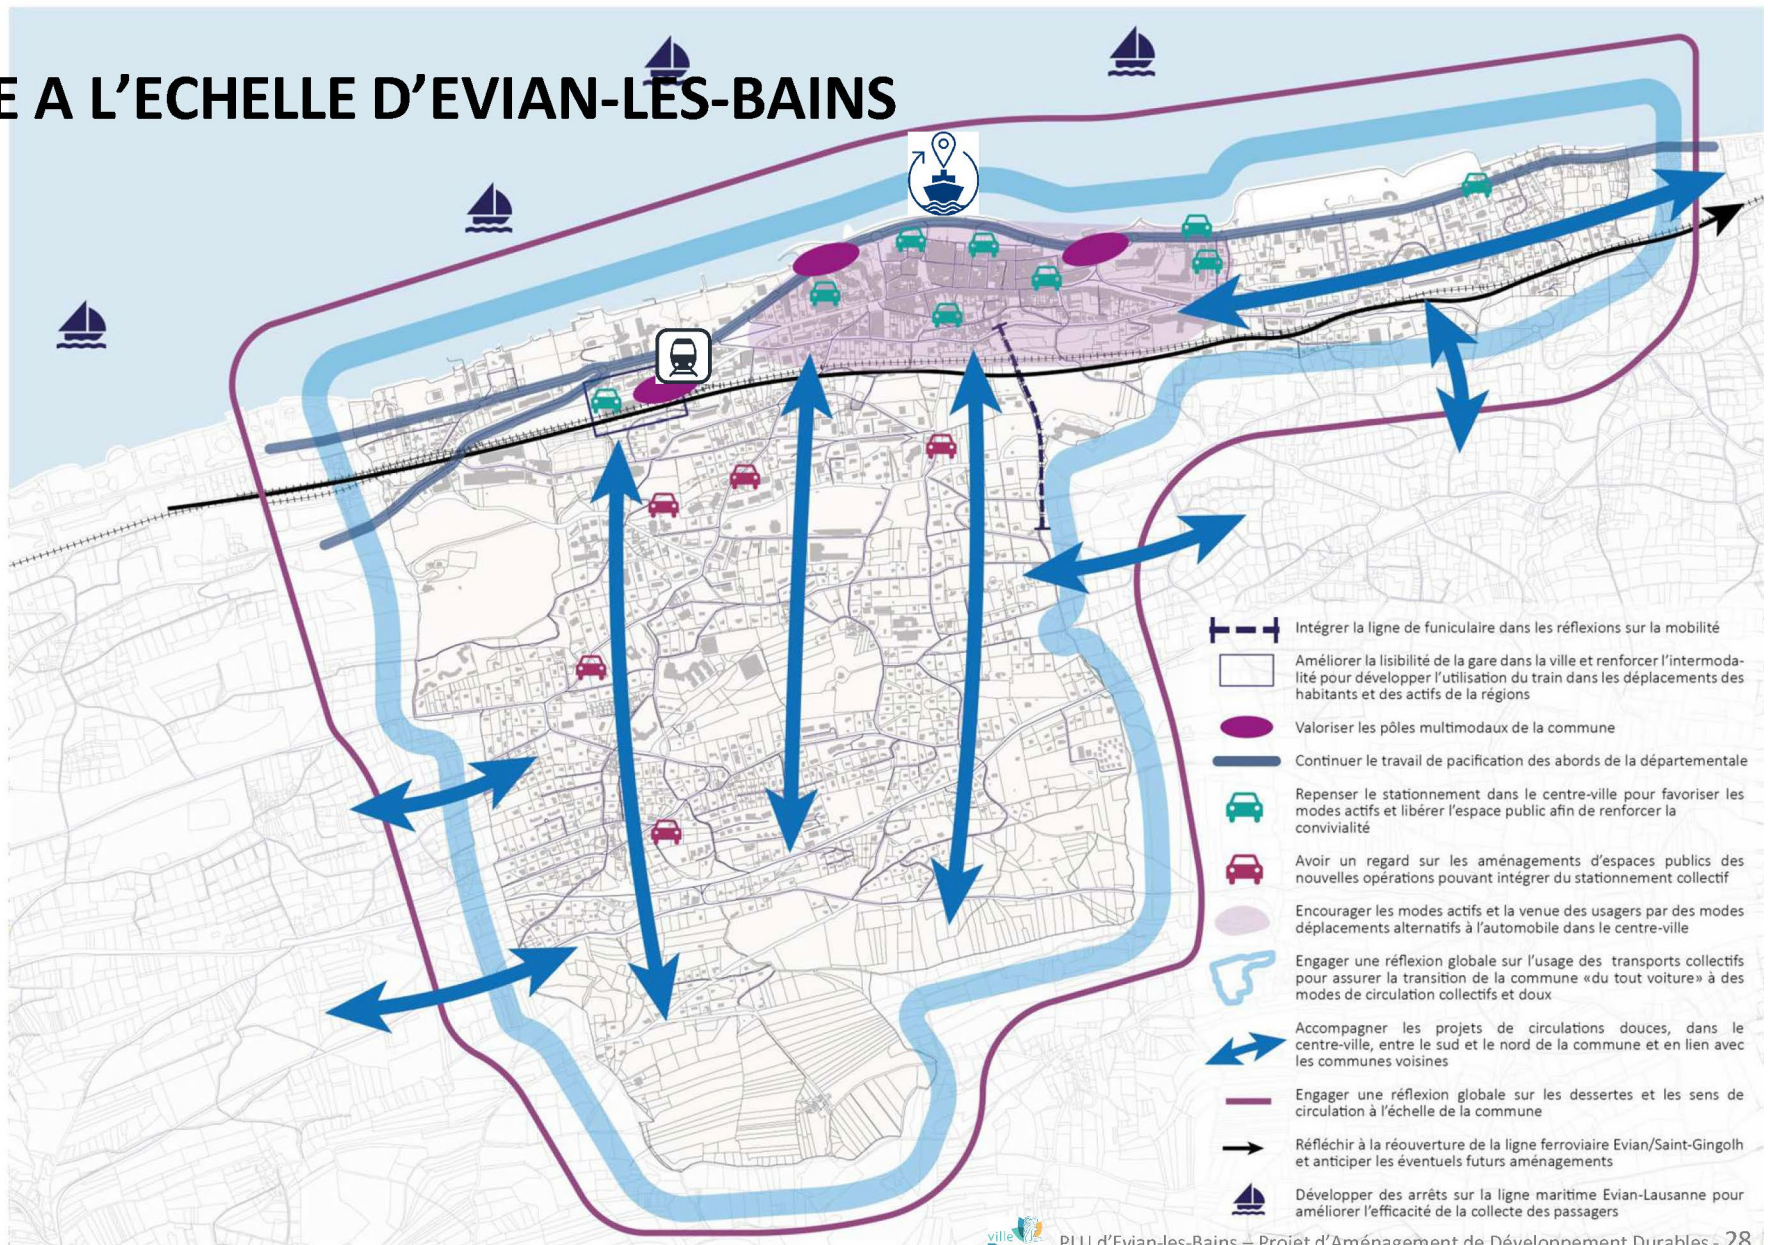 E A L’ECHELLE D’EVIAN-LES-BAINS
Intégrer la ligne de funiculaire dans les réflexions sur la mobilité
Améliorer la lisibilité de la gare dans la ville et renforcer l’intermoda-
lité pour développer l’utilisation du train dans les déplacements des
habitants et des actifs de la régions
Valoriser les pôles multimodaux de la commune
Continuer le travail de pacification des abords de la départementale
Repenser le stationnement dans le centre-ville pour favoriser les
modes actifs et libérer l’espace public afin de renforcer la
convivialité
Avoir un regard sur les aménagements d’espaces publics des
nouvelles opérations pouvant intégrer du stationnement collectif
Encourager les modes actifs et la venue des usagers par des modes
déplacements alternatifs à l’automobile dans le centre-ville
Engager une réflexion globale sur l’usage des transports collectifs
pour assurer la transition de la commune «du tout voiture» à des
modes de circulation collectifs et doux
Accompagner les projets de circulations douces, dans le
centre-ville, entre le sud et le nord de la commune et en lien avec
les communes voisines
Engager une réflexion globale sur les dessertes et les sens de
circulation à l’échelle de la commune
Réfléchir à la réouverture de la ligne ferroviaire Evian/Saint-Gingolh
et anticiper les éventuels futurs aménagements
Développer des arrêts sur la ligne maritime Evian-Lausanne pour
améliorer l’efficacité de la collecte des passagers
ville
PLU d’Evian-les-Bains – Projet d’Aménagement de Développement Durables - 28